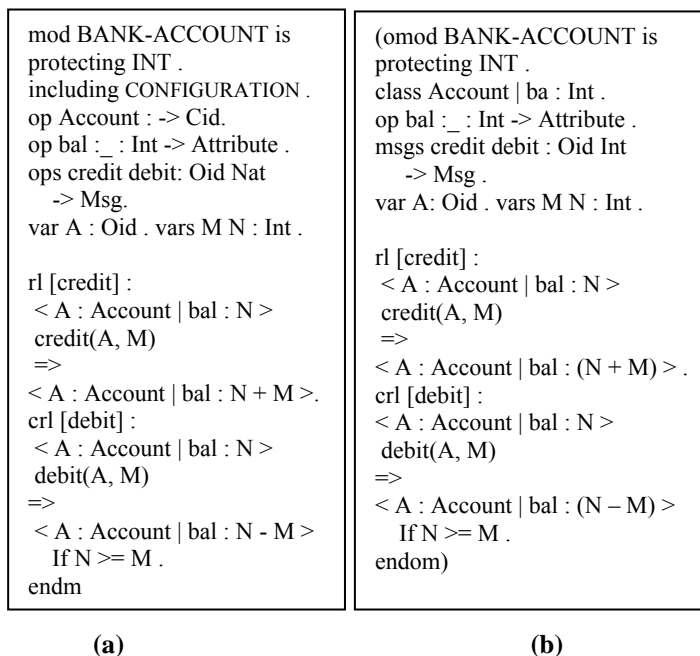 mod BANK-ACCOUNT is
protecting INT .
including CONFIGURATION .
op Account : -> Cid.
op bal :_ : Int -> Attribute .
ops credit debit: Oid Nat
-> Msg.
var A : Oid . vars M N : Int .
rl [credit] :
< A : Account | bal : N >
credit(A, M)
=>
< A : Account | bal : N + M >.
crl [debit] :
< A : Account | bal : N >
debit(A, M)
=>
< A : Account | bal : N - M >
If N >= M .
endm
(a)
(omod BANK-ACCOUNT is
protecting INT .
class Account | ba : Int .
op bal :_ : Int -> Attribute .
msgs credit debit : Oid Int
-> Msg .
var A: Oid . vars M N : Int .
rl [credit] :
< A : Account | bal : N >
credit(A, M)
=>
< A : Account | bal : (N + M) > .
crl [debit] :
< A : Account | bal : N >
debit(A, M)
=>
< A : Account | bal : (N – M) >
If N >= M .
endom)
(b)